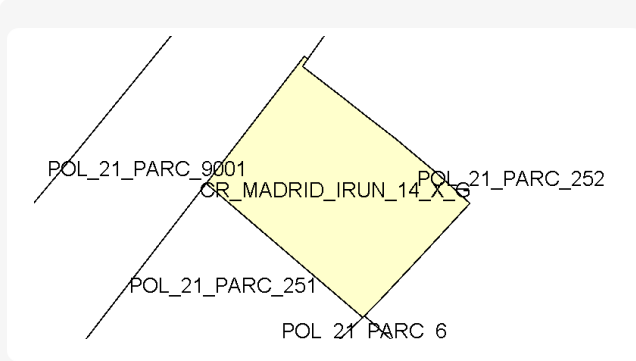 POL_21_PARC_9001
POL_21_PARC_252
CR_MADRID_IRUN_14_X_G
POL_21_PARC_251
POL_21_PARC_6